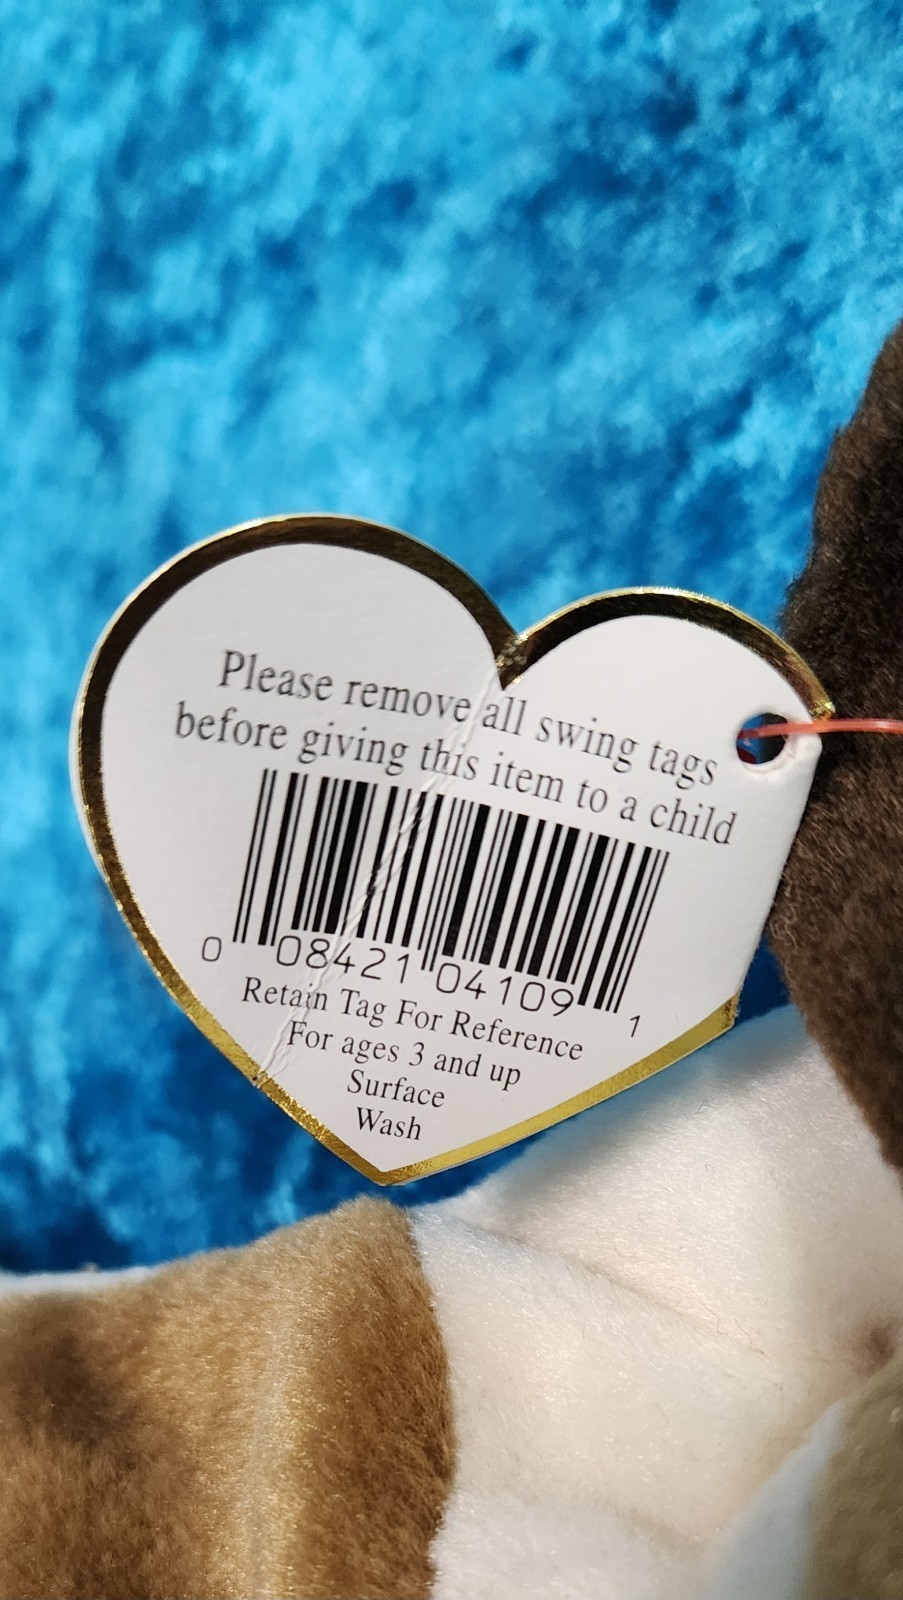 Please remove all swing tags
before giving this item to a child
0 08421 04109 1
Retain Tag For Reference
For ages 3 and up
Surface
Wash